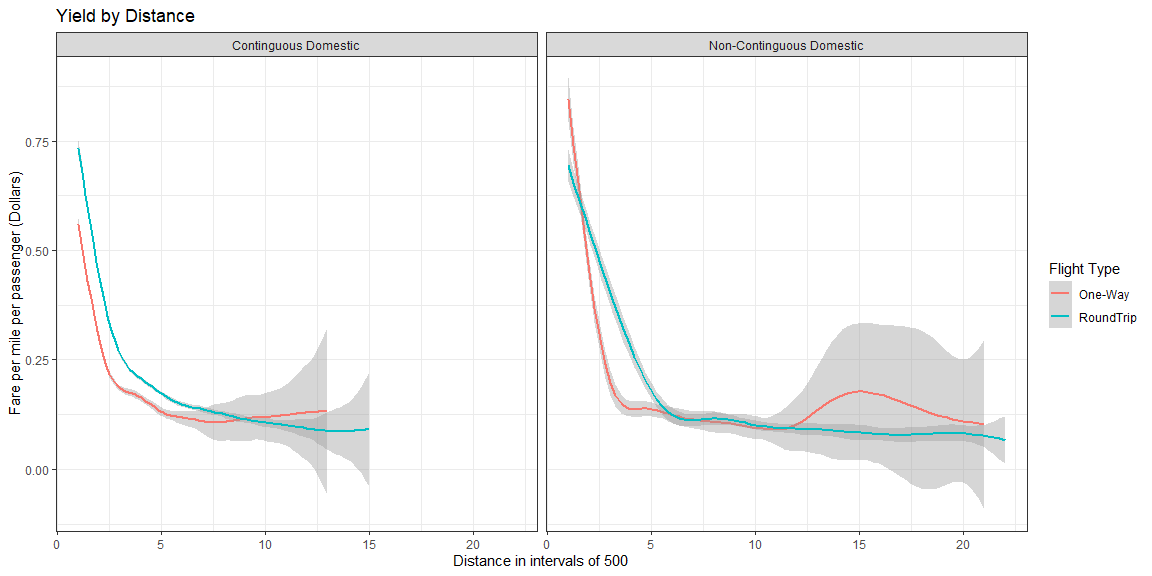 Yield by Distance
Continguous Domestic
Non-Continguous Domestic
0.75
0.50
0.25
0.00
0 5 10 15 20
0 5 10 15 20
Distance in intervals of 500
Fare per mile per passenger (Dollars)
Flight Type
One-Way
RoundTrip